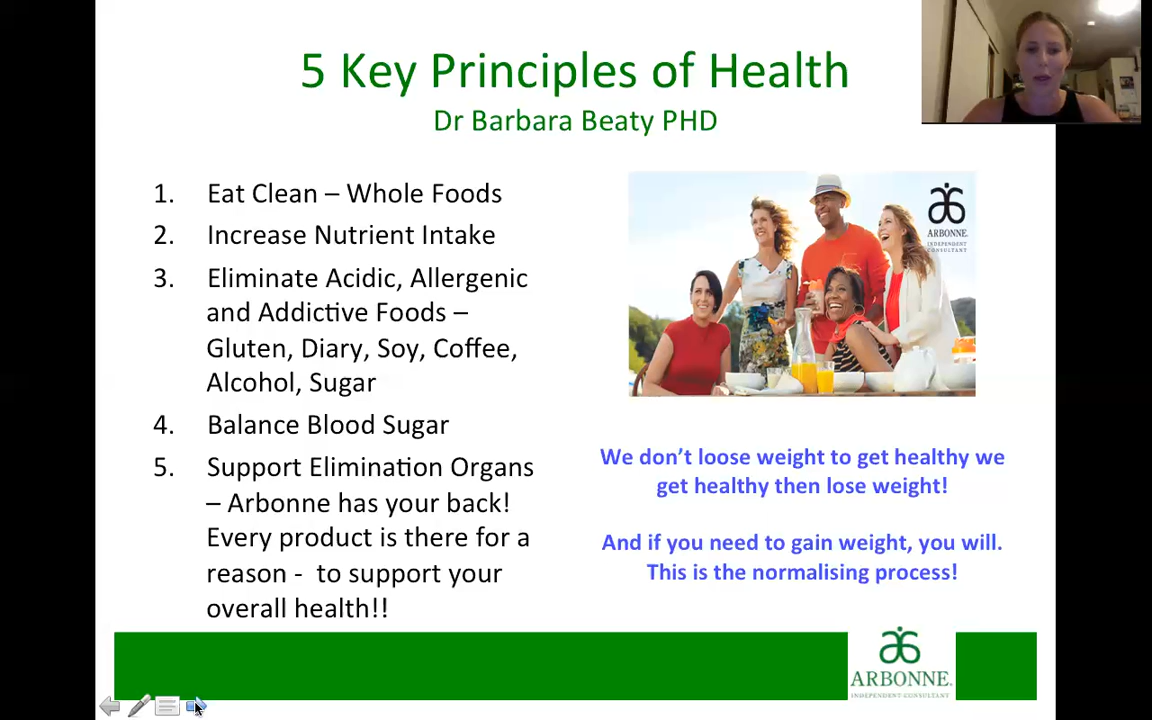 5 Key Principles of Health
Dr Barbara Beaty PHD
1. Eat Clean – Whole Foods
2. Increase Nutrient Intake
3. Eliminate Acidic, Allergenic
and Addictive Foods –
Gluten, Diary, Soy, Coffee,
Alcohol, Sugar
4. Balance Blood Sugar
5. Support Elimination Organs
– Arbonne has your back!
Every product is there for a
reason - to support your
overall health!!
ARBONNE.
INDEPENDENT
CONSULTANT
We don’t loose weight to get healthy we
get healthy then lose weight!
And if you need to gain weight, you will.
This is the normalising process!
ARBONNE.
INDEPENDENT CONSULTANT